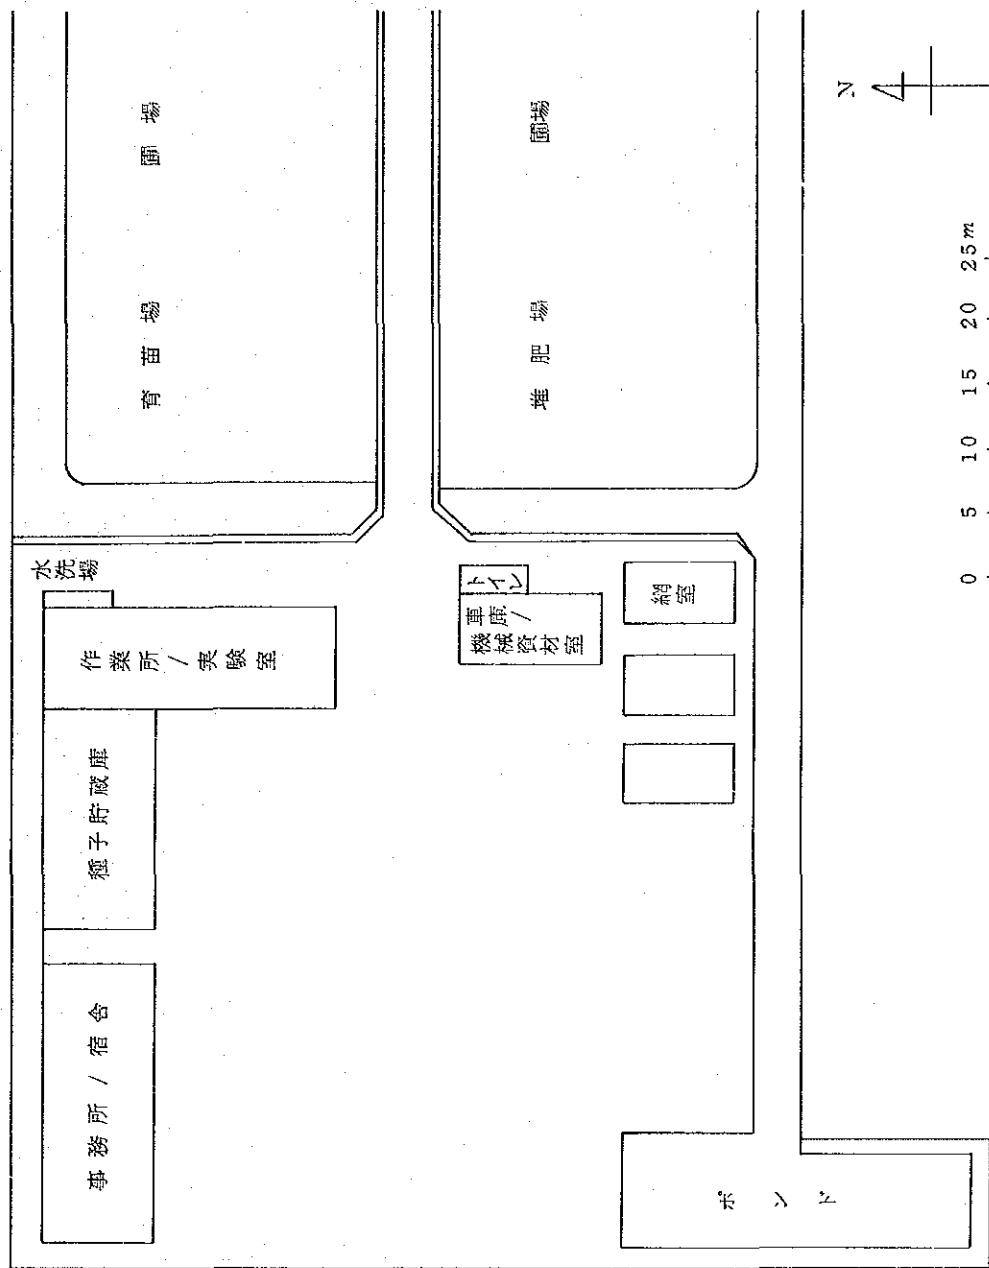 圃場
圃場
育苗場
堆肥場
水洗場
作業所/実験室
トイレ
車庫/
機械資材室
網室
種子貯蔵庫
事務所/宿舎
ポンド
N
0 5 10 15 20 25m